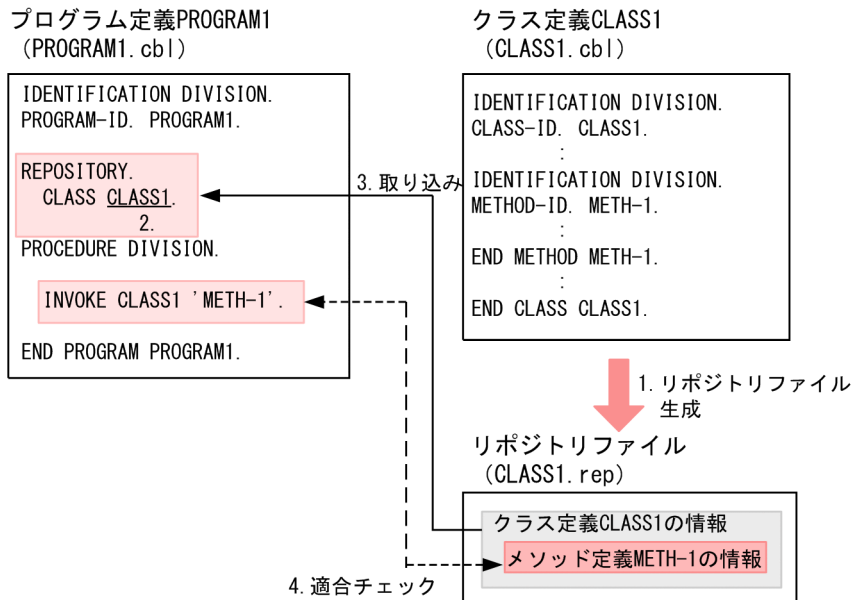 プログラム定義PROGRAM1
（PROGRAM1.cbl）
IDENTIFICATION DIVISION.
PROGRAM-ID. PROGRAM1.
REPOSITORY.
CLASS CLASS1.
2.
PROCEDURE DIVISION.
INVOKE CLASS1 'METH-1'.
END PROGRAM PROGRAM1.
3.取り込み
クラス定義CLASS1
（CLASS1.cbl）
IDENTIFICATION DIVISION.
CLASS-ID. CLASS1.
:
IDENTIFICATION DIVISION.
METHOD-ID. METH-1.
:
END METHOD METH-1.
:
END CLASS CLASS1.
1.リポジトリファイル
生成
リポジトリファイル
（CLASS1.rep）
クラス定義CLASS1の情報
メソッド定義METH-1の情報
4.適合チェック